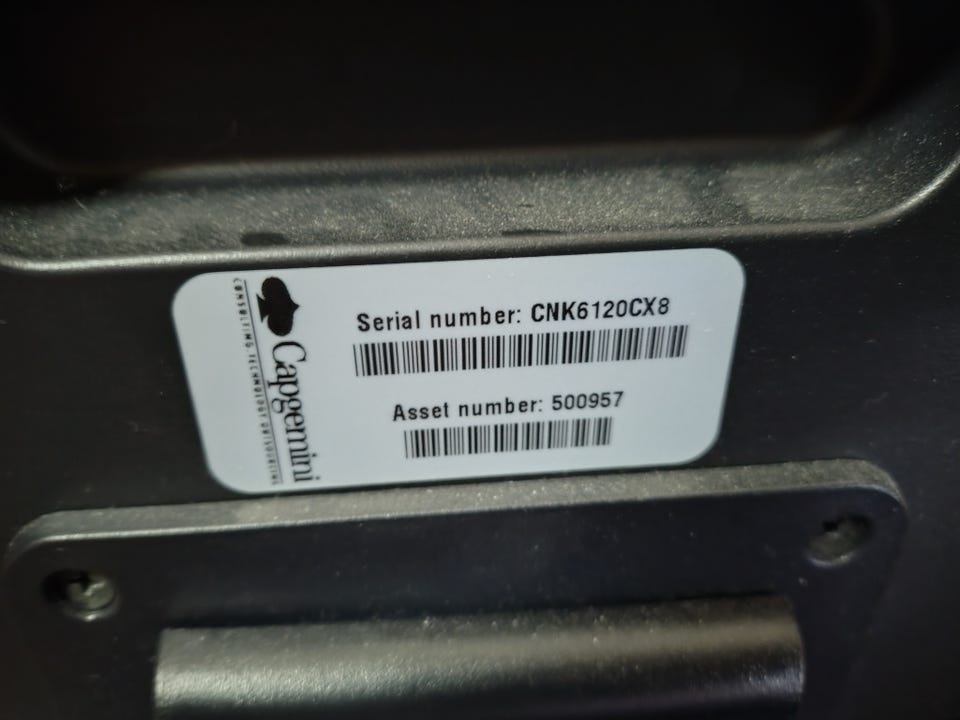 Serial number: CNK6120CX8
Asset number: 500957
Capgemini
CONSULTING.TECHNOLOGY.OUTSOURCING